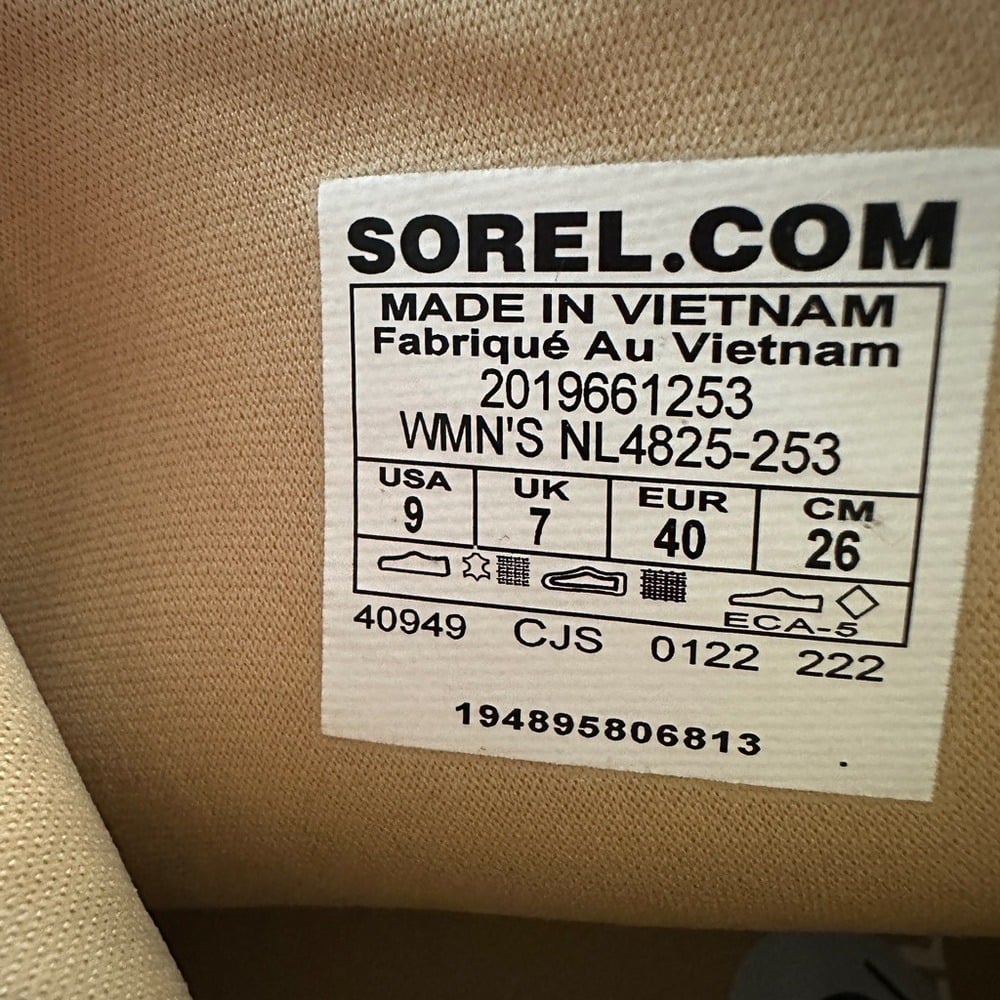 SOREL.COM
MADE IN VIETNAM
Fabriqué Au Vietnam
2019661253
WMN'S NL4825-253
USA UK EUR CM
9 7 40 26
ECA-5
40949 CJS 0122 222
194895806813